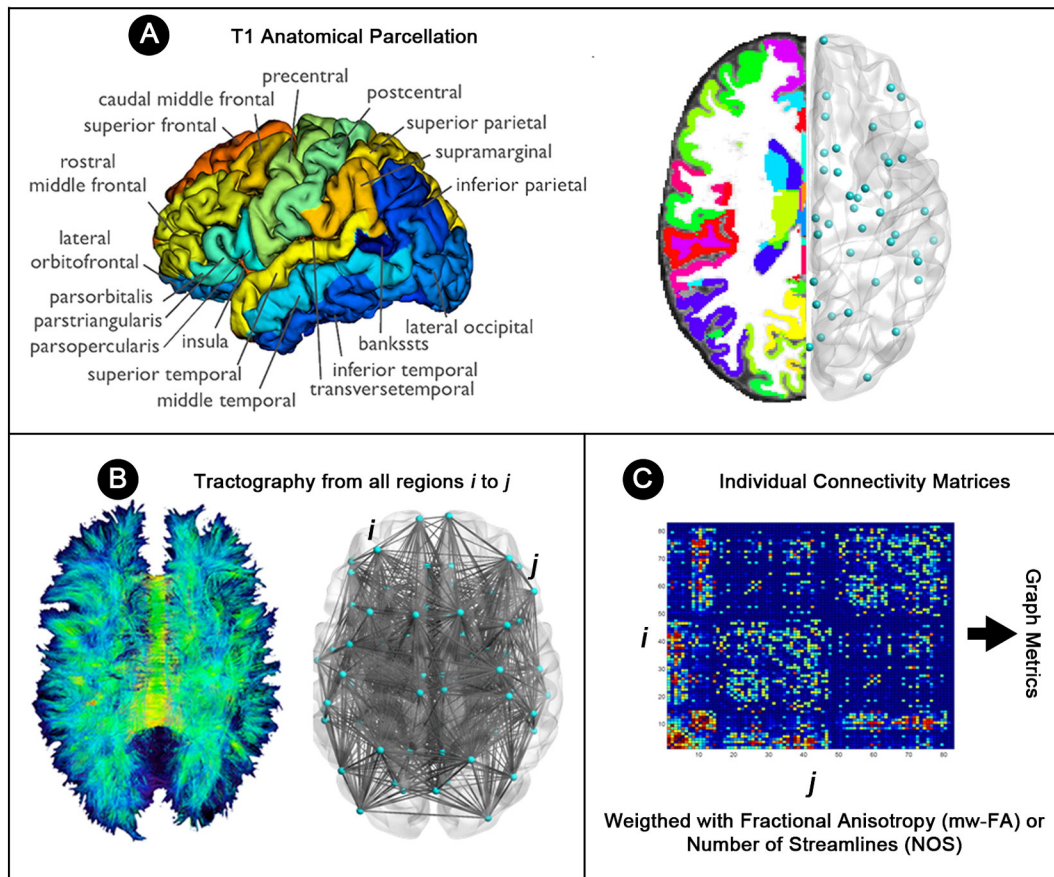 A
T1 Anatomical Parcellation
precentral
caudal middle frontal
postcentral
superior frontal
superior parietal
rostral
middle frontal
supramarginal
inferior parietal
lateral
orbitofrontal
parsorbitalis
parstriangularis
parsopercularis
insula
superior temporal
middle temporal
lateral occipital
bankssts
inferior temporal
transversetemporal
B
Tractography from all regions i to j
i
j
C
Individual Connectivity Matrices
80
70
60
50
40
30
20
10
i
10 20 30 40 50 60 70 80
j
Graph Metrics
Weigthed with Fractional Anisotropy (mw-FA) or
Number of Streamlines (NOS)